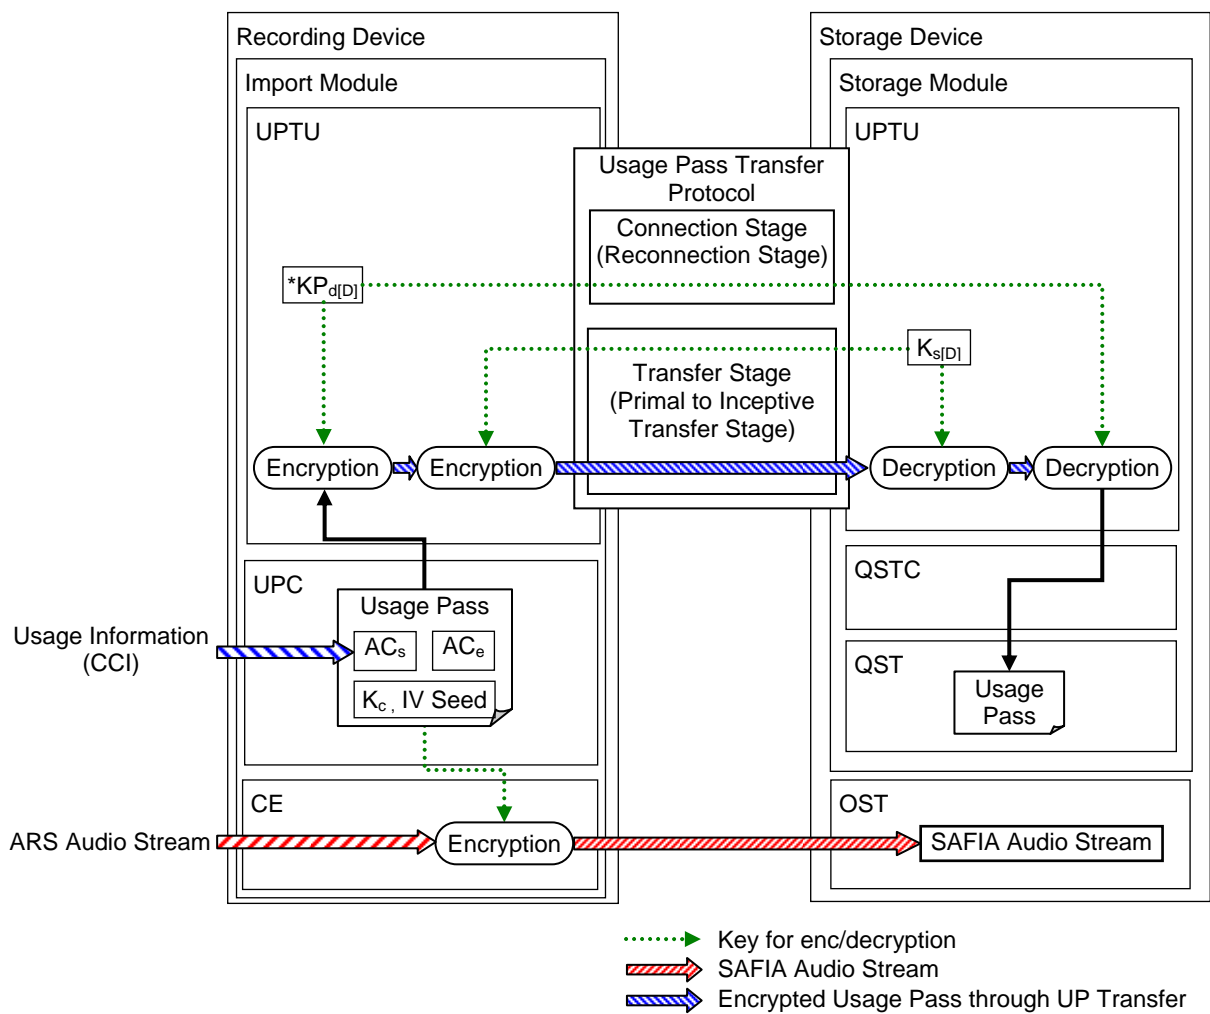 Recording Device
Storage Device
Import Module
Storage Module
UPTU
UPTU
Usage Pass Transfer
Protocol
Connection Stage
(Reconnection Stage)
*KPd[D]
Ks[D]
Transfer Stage
(Primal to Inceptive
Transfer Stage)
Encryption
Encryption
Decryption
Decryption
UPC
QSTC
Usage Pass
Usage Information
(CCI)
ACs
ACe
QST
Kc , IV Seed
Usage
Pass
CE
OST
ARS Audio Stream
Encryption
SAFIA Audio Stream
Key for enc/decryption
SAFIA Audio Stream
Encrypted Usage Pass through UP Transfer